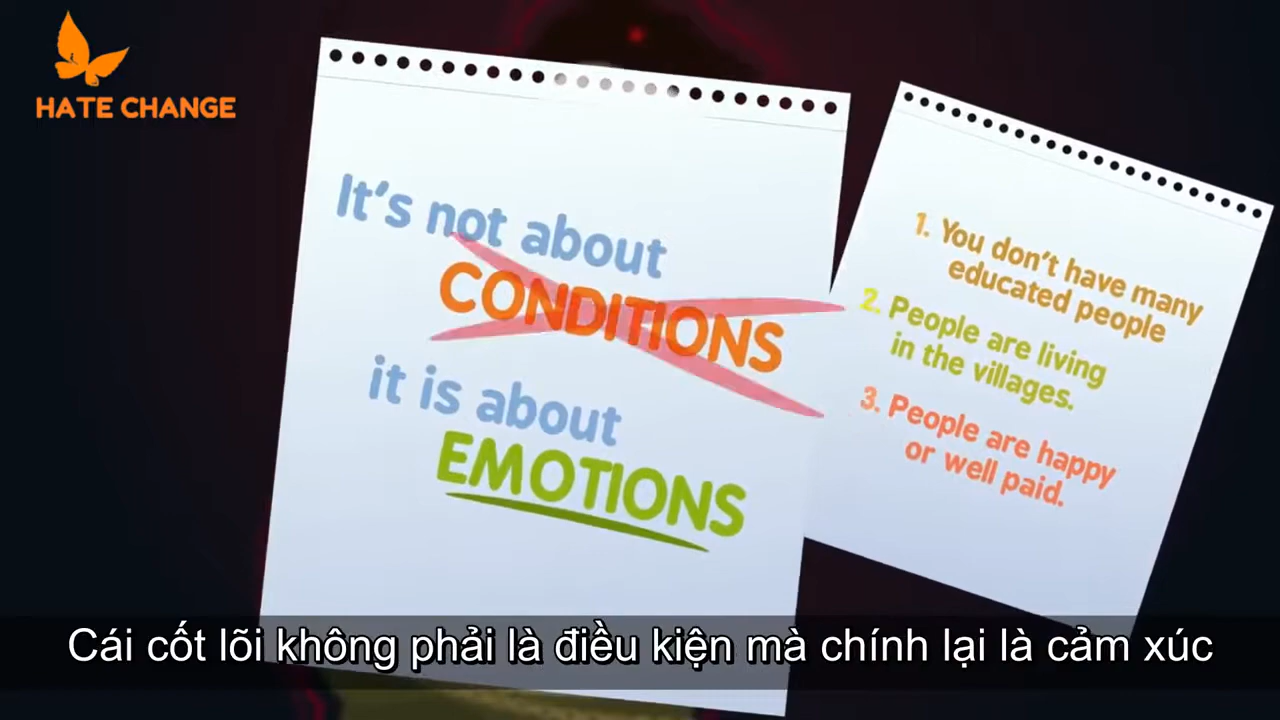 HATE CHANGE
It's not about
CONDITIONS
it is about
EMOTIONS
1. You don't have many
educated people
2. People are living
in the villages.
3. People are happy
or well paid.
Cái cốt lõi không phải là điều kiện mà chính lại là cảm xúc